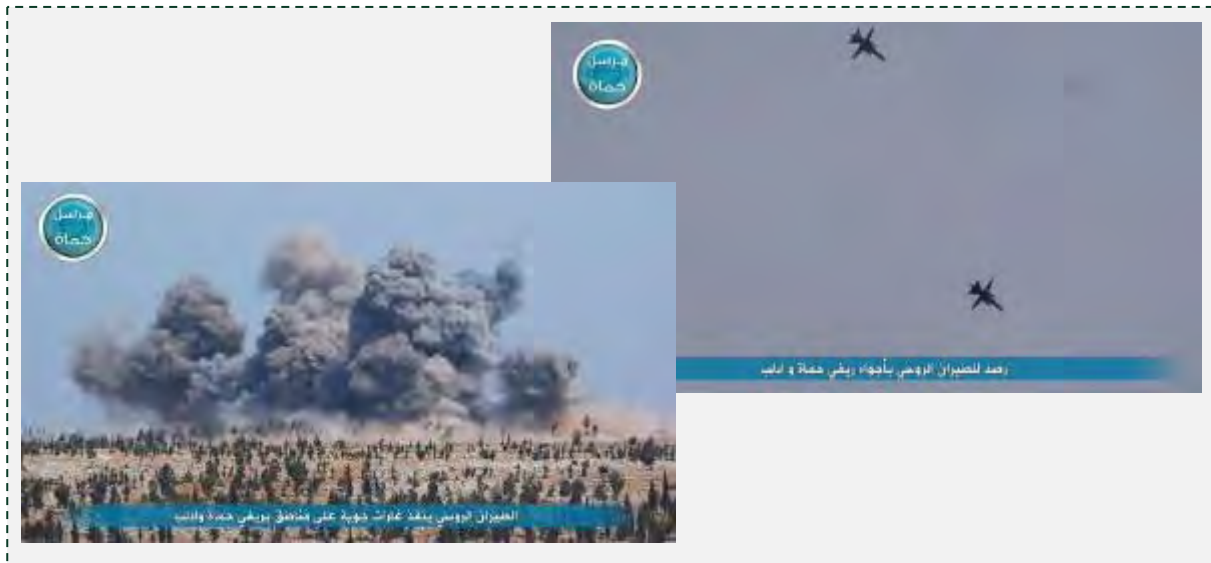 مراسل
حماة
رصد للطيران الروسي بأجواء ريفي حماة و ادلب
مراسل
حماة
الطيران الروسي ينفذ غارات جوية على مناطق بريفي حماة وادلب